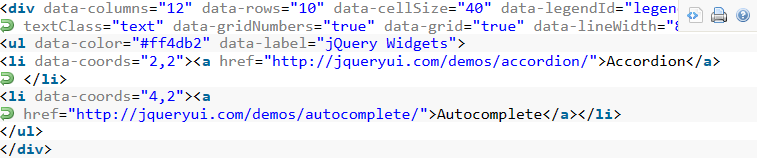 <div data-columns="12" data-rows="10" data-cellSize="40" data-legendId="legen
textClass="text" data-gridNumbers="true" data-grid="true" data-lineWidth="8
<ul data-color="#ff4db2" data-label="jQuery Widgets">
<li data-coords="2,2"><a href="http://jqueryui.com/demos/accordion/">Accordion</a>
</li>
<li data-coords="4,2"><a
href="http://jqueryui.com/demos/autocomplete/">Autocomplete</a></li>
</ul>
</div>